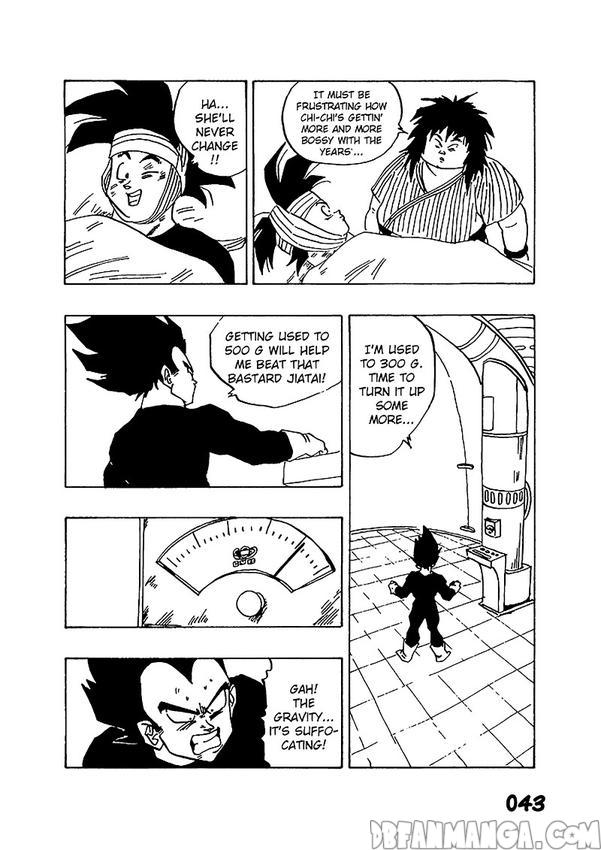 IT MUST BE
FRUSTRATING HOW
CHI-CHI'S GETTIN'
MORE AND MORE
BOSSY WITH THE
YEARS...
HA...
SHE'LL
NEVER
CHANGE
!!
I'M USED
TO 300 G.
TIME TO
TURN IT UP
SOME
MORE...
GETTING USED TO
500 G WILL HELP
ME BEAT THAT
BASTARD JIATAI!
GAH!
THE
GRAVITY...
IT'S SUFFO-
CATING!
043
DBFANMANGA.COM